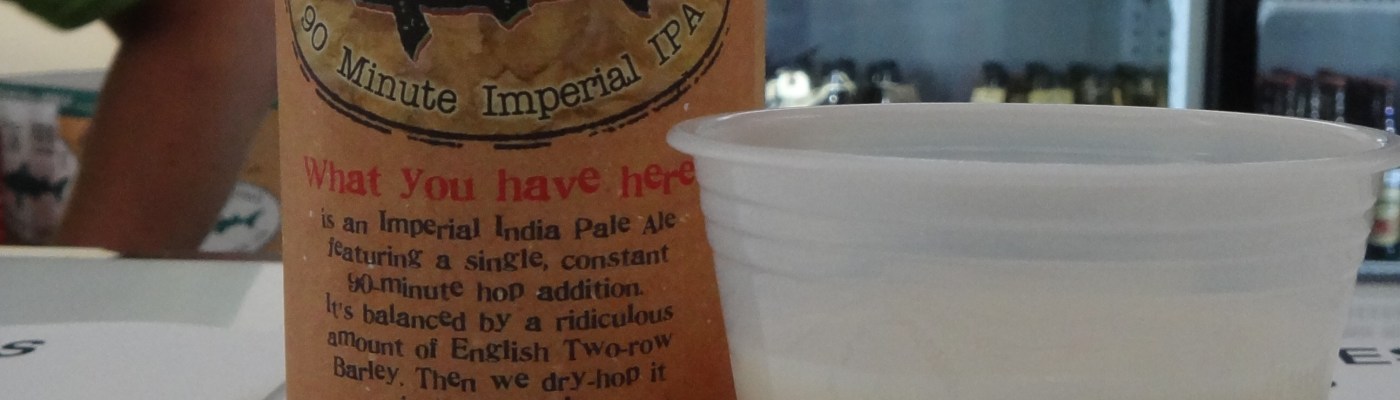 90 Minute Imperial IPA
What you have here
is an Imperial India Pale Ale
featuring a single, constant
90-minute hop addition.
It's balanced by a ridiculous
amount of English Two-row
Barley. Then we dry-hop it
S